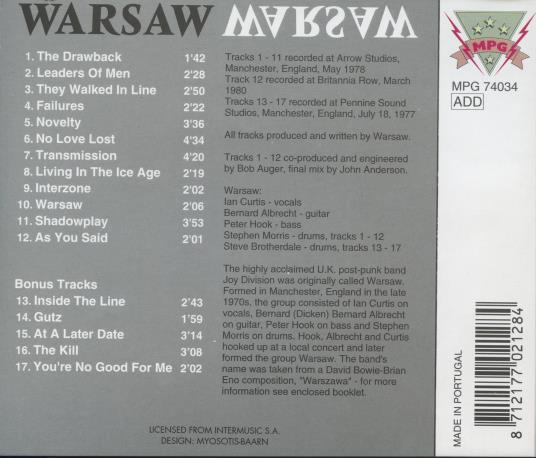 WARSAW WARSAW
1. The Drawback 1'42
2. Leaders Of Men 2'28
3. They Walked In Line 2'50
4. Failures 2'22
5. Novelty 3'36
6. No Love Lost 4'34
7. Transmission 4'20
8. Living In The Ice Age 2'19
9. Interzone 2'02
10. Warsaw 2'06
11. Shadowplay 3'53
12. As You Said 2'01
Bonus Tracks
13. Inside The Line 2'43
14. Gutz 1'59
15. At A Later Date 3'14
16. The Kill 3'08
17. You're No Good For Me 2'02
Tracks 1 - 11 recorded at Arrow Studios,
Manchester, England, May 1978
Track 12 recorded at Britannia Row, March
1980
Tracks 13 - 17 recorded at Pennine Sound
Studios, Manchester, England, July 18, 1977
All tracks produced and written by Warsaw.
Tracks 1 - 12 co-produced and engineered
by Bob Auger, final mix by John Anderson.
Warsaw:
Ian Curtis - vocals
Bernard Albrecht - guitar
Peter Hook - bass
Stephen Morris - drums, tracks 1 - 12
Steve Brotherdale - drums, tracks 13 - 17
The highly acclaimed U.K. post-punk band
Joy Division was originally called Warsaw.
Formed in Manchester, England in the late
1970s, the group consisted of Ian Curtis on
vocals, Bernard (Dicken) Bernard Albrecht
on guitar, Peter Hook on bass and Stephen
Morris on drums. Hook, Albrecht and Curtis
hooked up at a local concert and later
formed the group Warsaw. The band's
name was taken from a David Bowie-Brian
Eno composition, "Warszawa" - for more
information see enclosed booklet.
LICENSED FROM INTERMUSIC S.A.
DESIGN: MYOSOTIS-BAARN
MPG
MPG 74034
ADD
MADE IN PORTUGAL
8 712177 021284